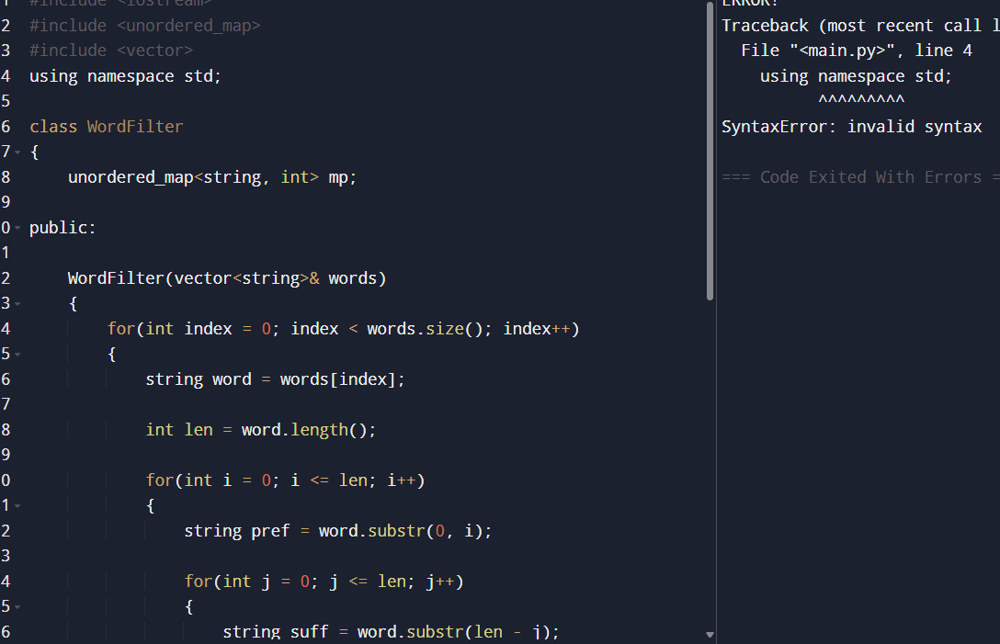 1 #include <iostream>
2 #include <unordered_map>
3 #include <vector>
4 using namespace std;
5
6 class WordFilter
7 {
8 unordered_map<string, int> mp;
9
0 public:
1
2 WordFilter(vector<string>& words)
3 {
4 for(int index = 0; index < words.size(); index++)
5 {
6 string word = words[index];
7
8 int len = word.length();
9
0 for(int i = 0; i <= len; i++)
1 {
2 string pref = word.substr(0, i);
3
4 for(int j = 0; j <= len; j++)
5 {
6 string suff = word.substr(len - j);
ERROR!
Traceback (most recent call l
File "<main.py>", line 4
using namespace std;
^^^^^^^^^
SyntaxError: invalid syntax
=== Code Exited With Errors =